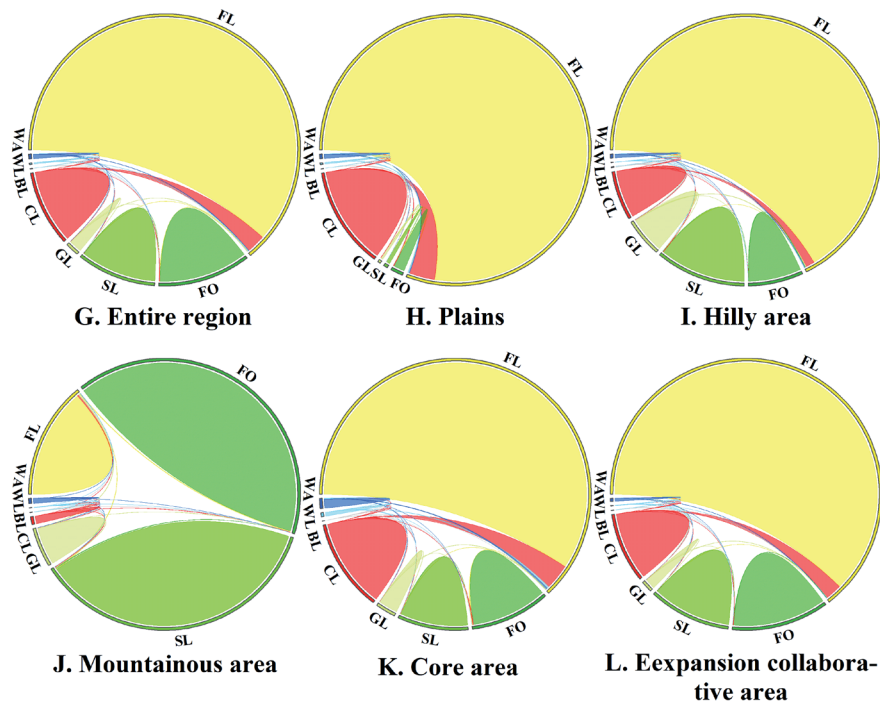 FL
WA
WL
BL
CL
GL
SL
FO
G. Entire region
FL
WA
WL
BL
CL
GL
SL
FO
H. Plains
FL
WA
WL
BL
CL
GL
SL
FO
I. Hilly area
FO
FL
WA
WL
BL
CL
GL
SL
J. Mountainous area
FL
WA
WL
BL
CL
GL
SL
FO
K. Core area
FL
WA
WL
BL
CL
GL
SL
FO
L. Eexpansion collabora-
tive area